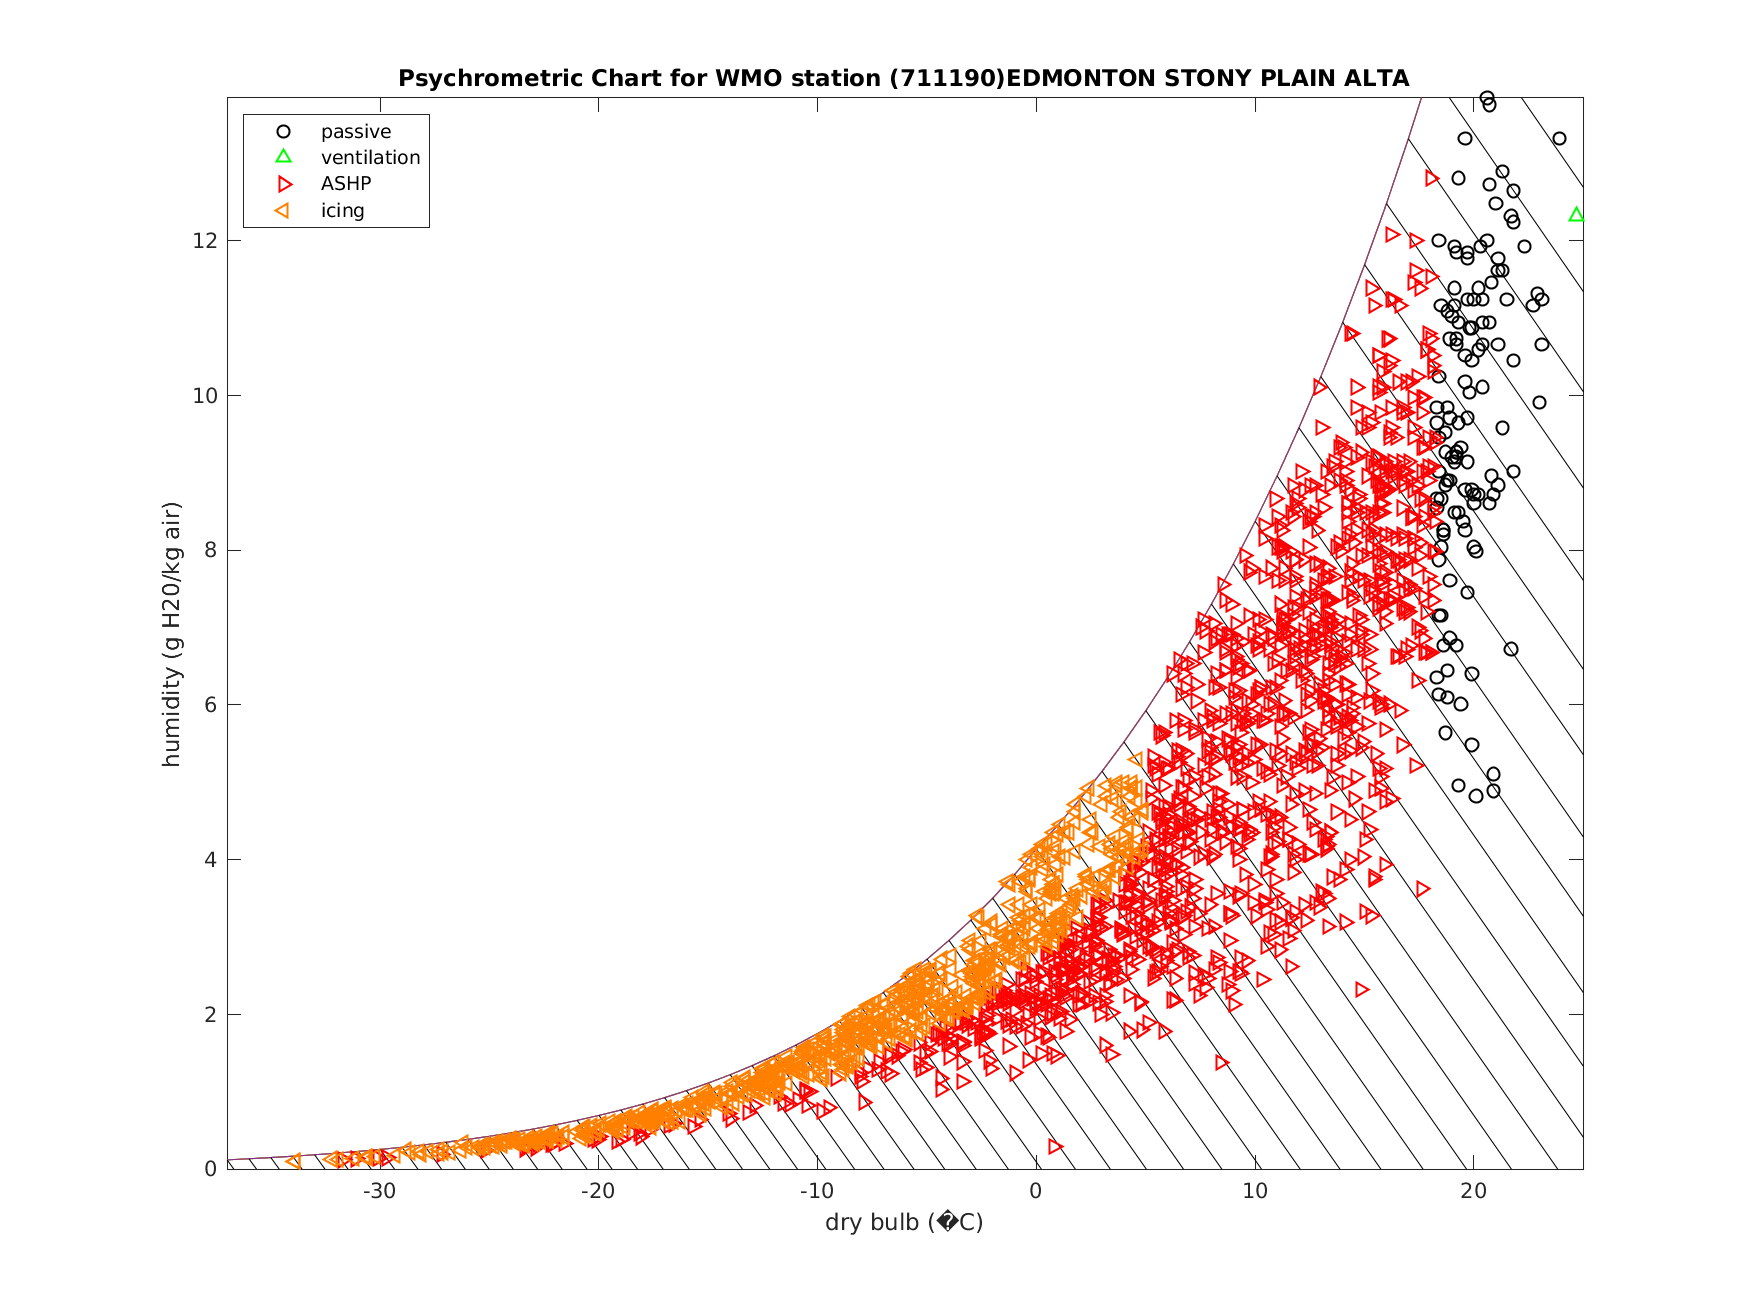 Psychrometric Chart for WMO station (711190)EDMONTON STONY PLAIN ALTA
passive
ventilation
ASHP
icing
humidity (g H20/kg air)
12
10
8
6
4
2
0
-30
-20
-10
0
10
20
dry bulb (�C)